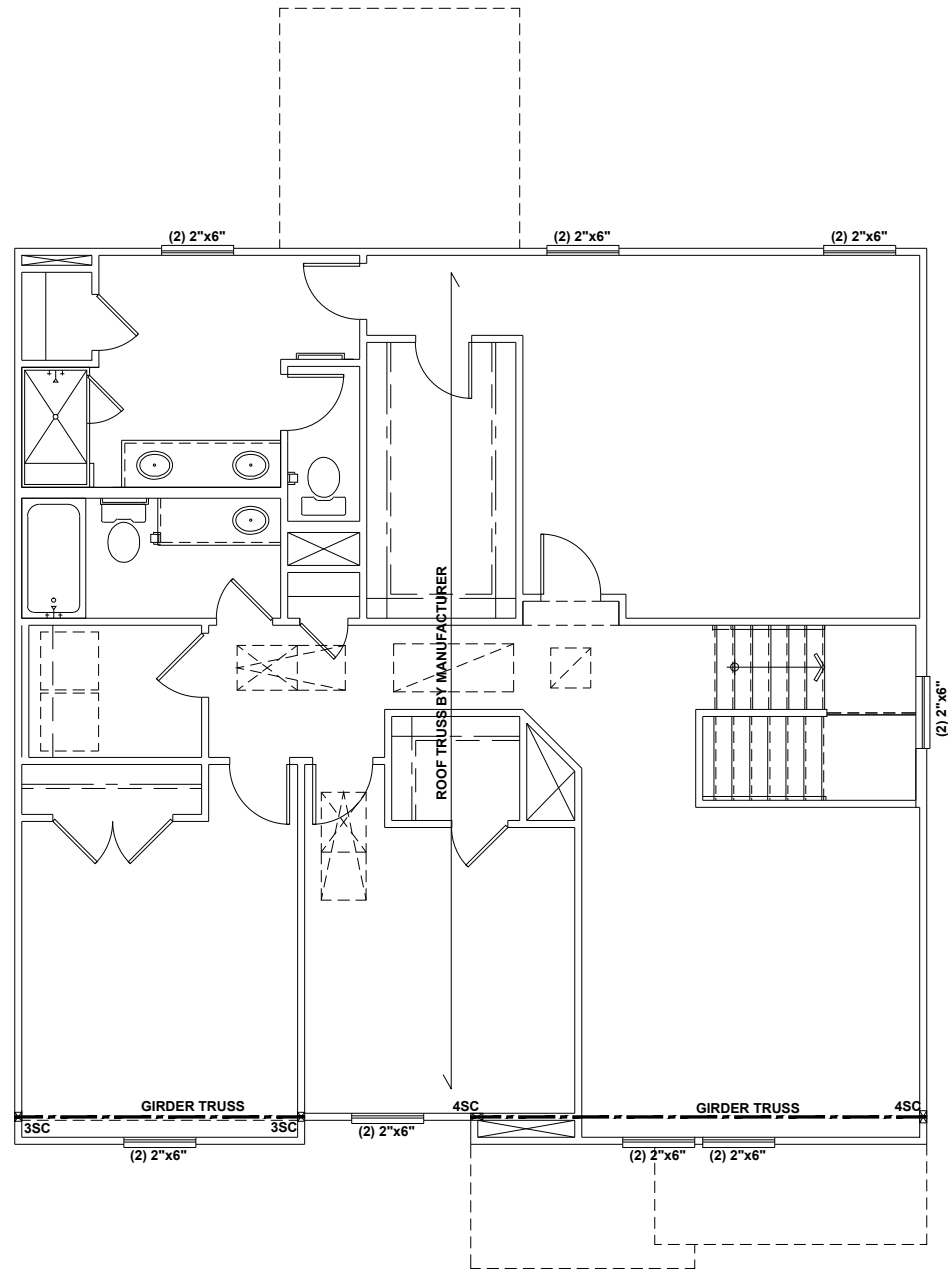 (2) 2"x6"
(2) 2"x6"
(2) 2"x6"
ROOF TRUSS BY MANUFACTURER
(2) 2"x6"
GIRDER TRUSS
4SC
GIRDER TRUSS
4SC
3SC
3SC
(2) 2"x6"
(2) 2"x6"
(2) 2"x6"
(2) 2"x6"